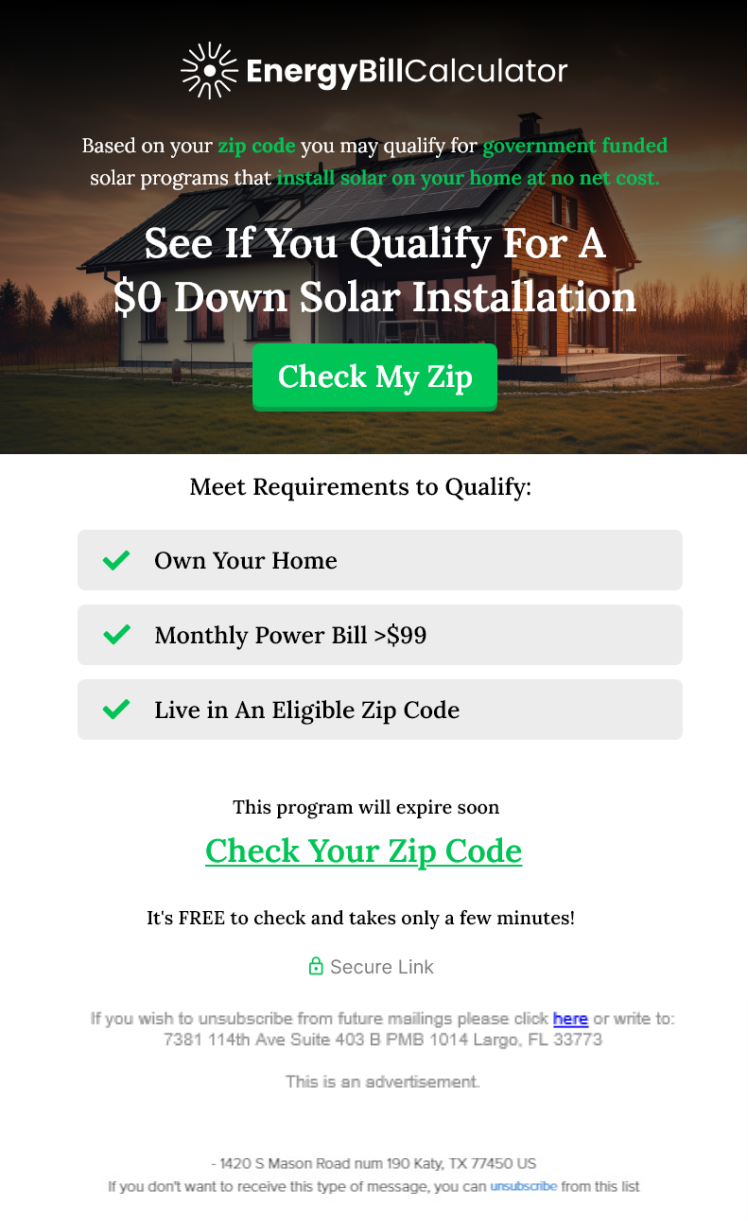 EnergyBillCalculator
Based on your zip code you may qualify for government funded
solar programs that install solar on your home at no net cost.
See If You Qualify For A
$0 Down Solar Installation
Check My Zip
Meet Requirements to Qualify:
Own Your Home
Monthly Power Bill >$99
Live in An Eligible Zip Code
This program will expire soon
Check Your Zip Code
It's FREE to check and takes only a few minutes!
Secure Link
If you wish to unsubscribe from future mailings please click here or write to:
7381 114th Ave Suite 403 B PMB 1014 Largo, FL 33773
This is an advertisement.
- 1420 S Mason Road num 190 Katy, TX 77450 US
If you don't want to receive this type of message, you can unsubscribe from this list